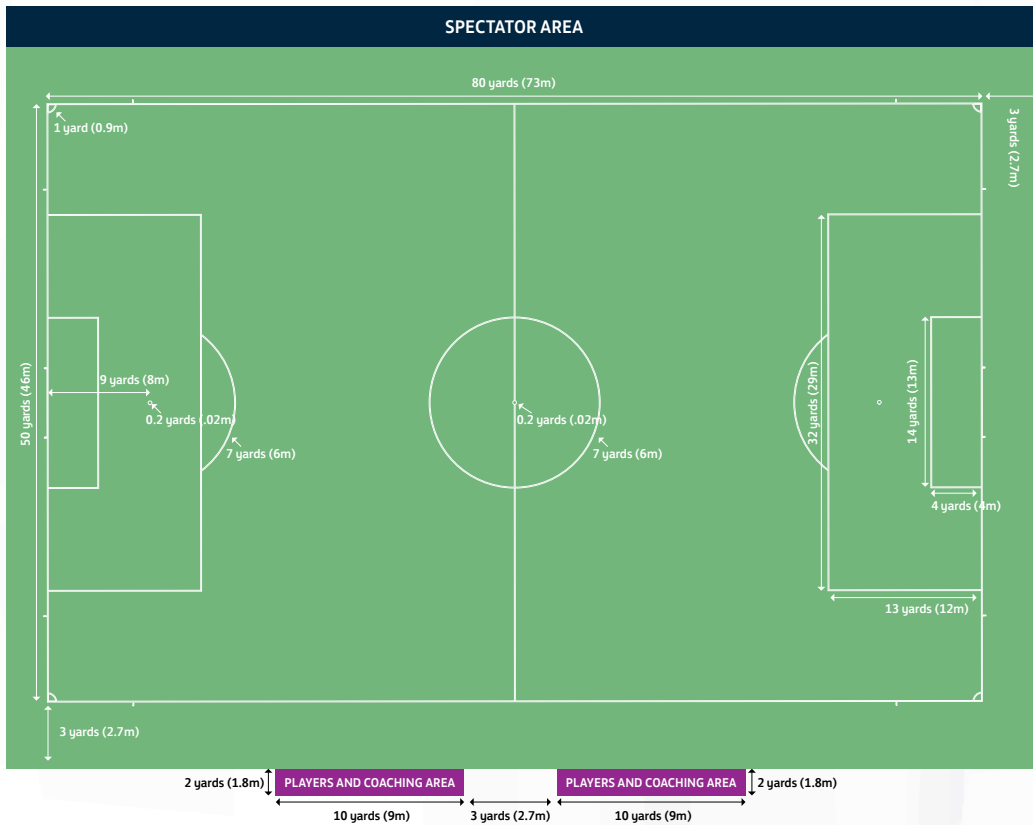 SPECTATOR AREA
80 yards (73m)
1 yard (0.9m)
3 yards (2.7m)
50 yards (46m)
9 yards (8m)
0.2 yards (.02m)
7 yards (6m)
0.2 yards (.02m)
7 yards (6m)
32 yards (29m)
14 yards (13m)
4 yards (4m)
13 yards (12m)
3 yards (2.7m)
2 yards (1.8m)
PLAYERS AND COACHING AREA
PLAYERS AND COACHING AREA
2 yards (1.8m)
10 yards (9m)
3 yards (2.7m)
10 yards (9m)